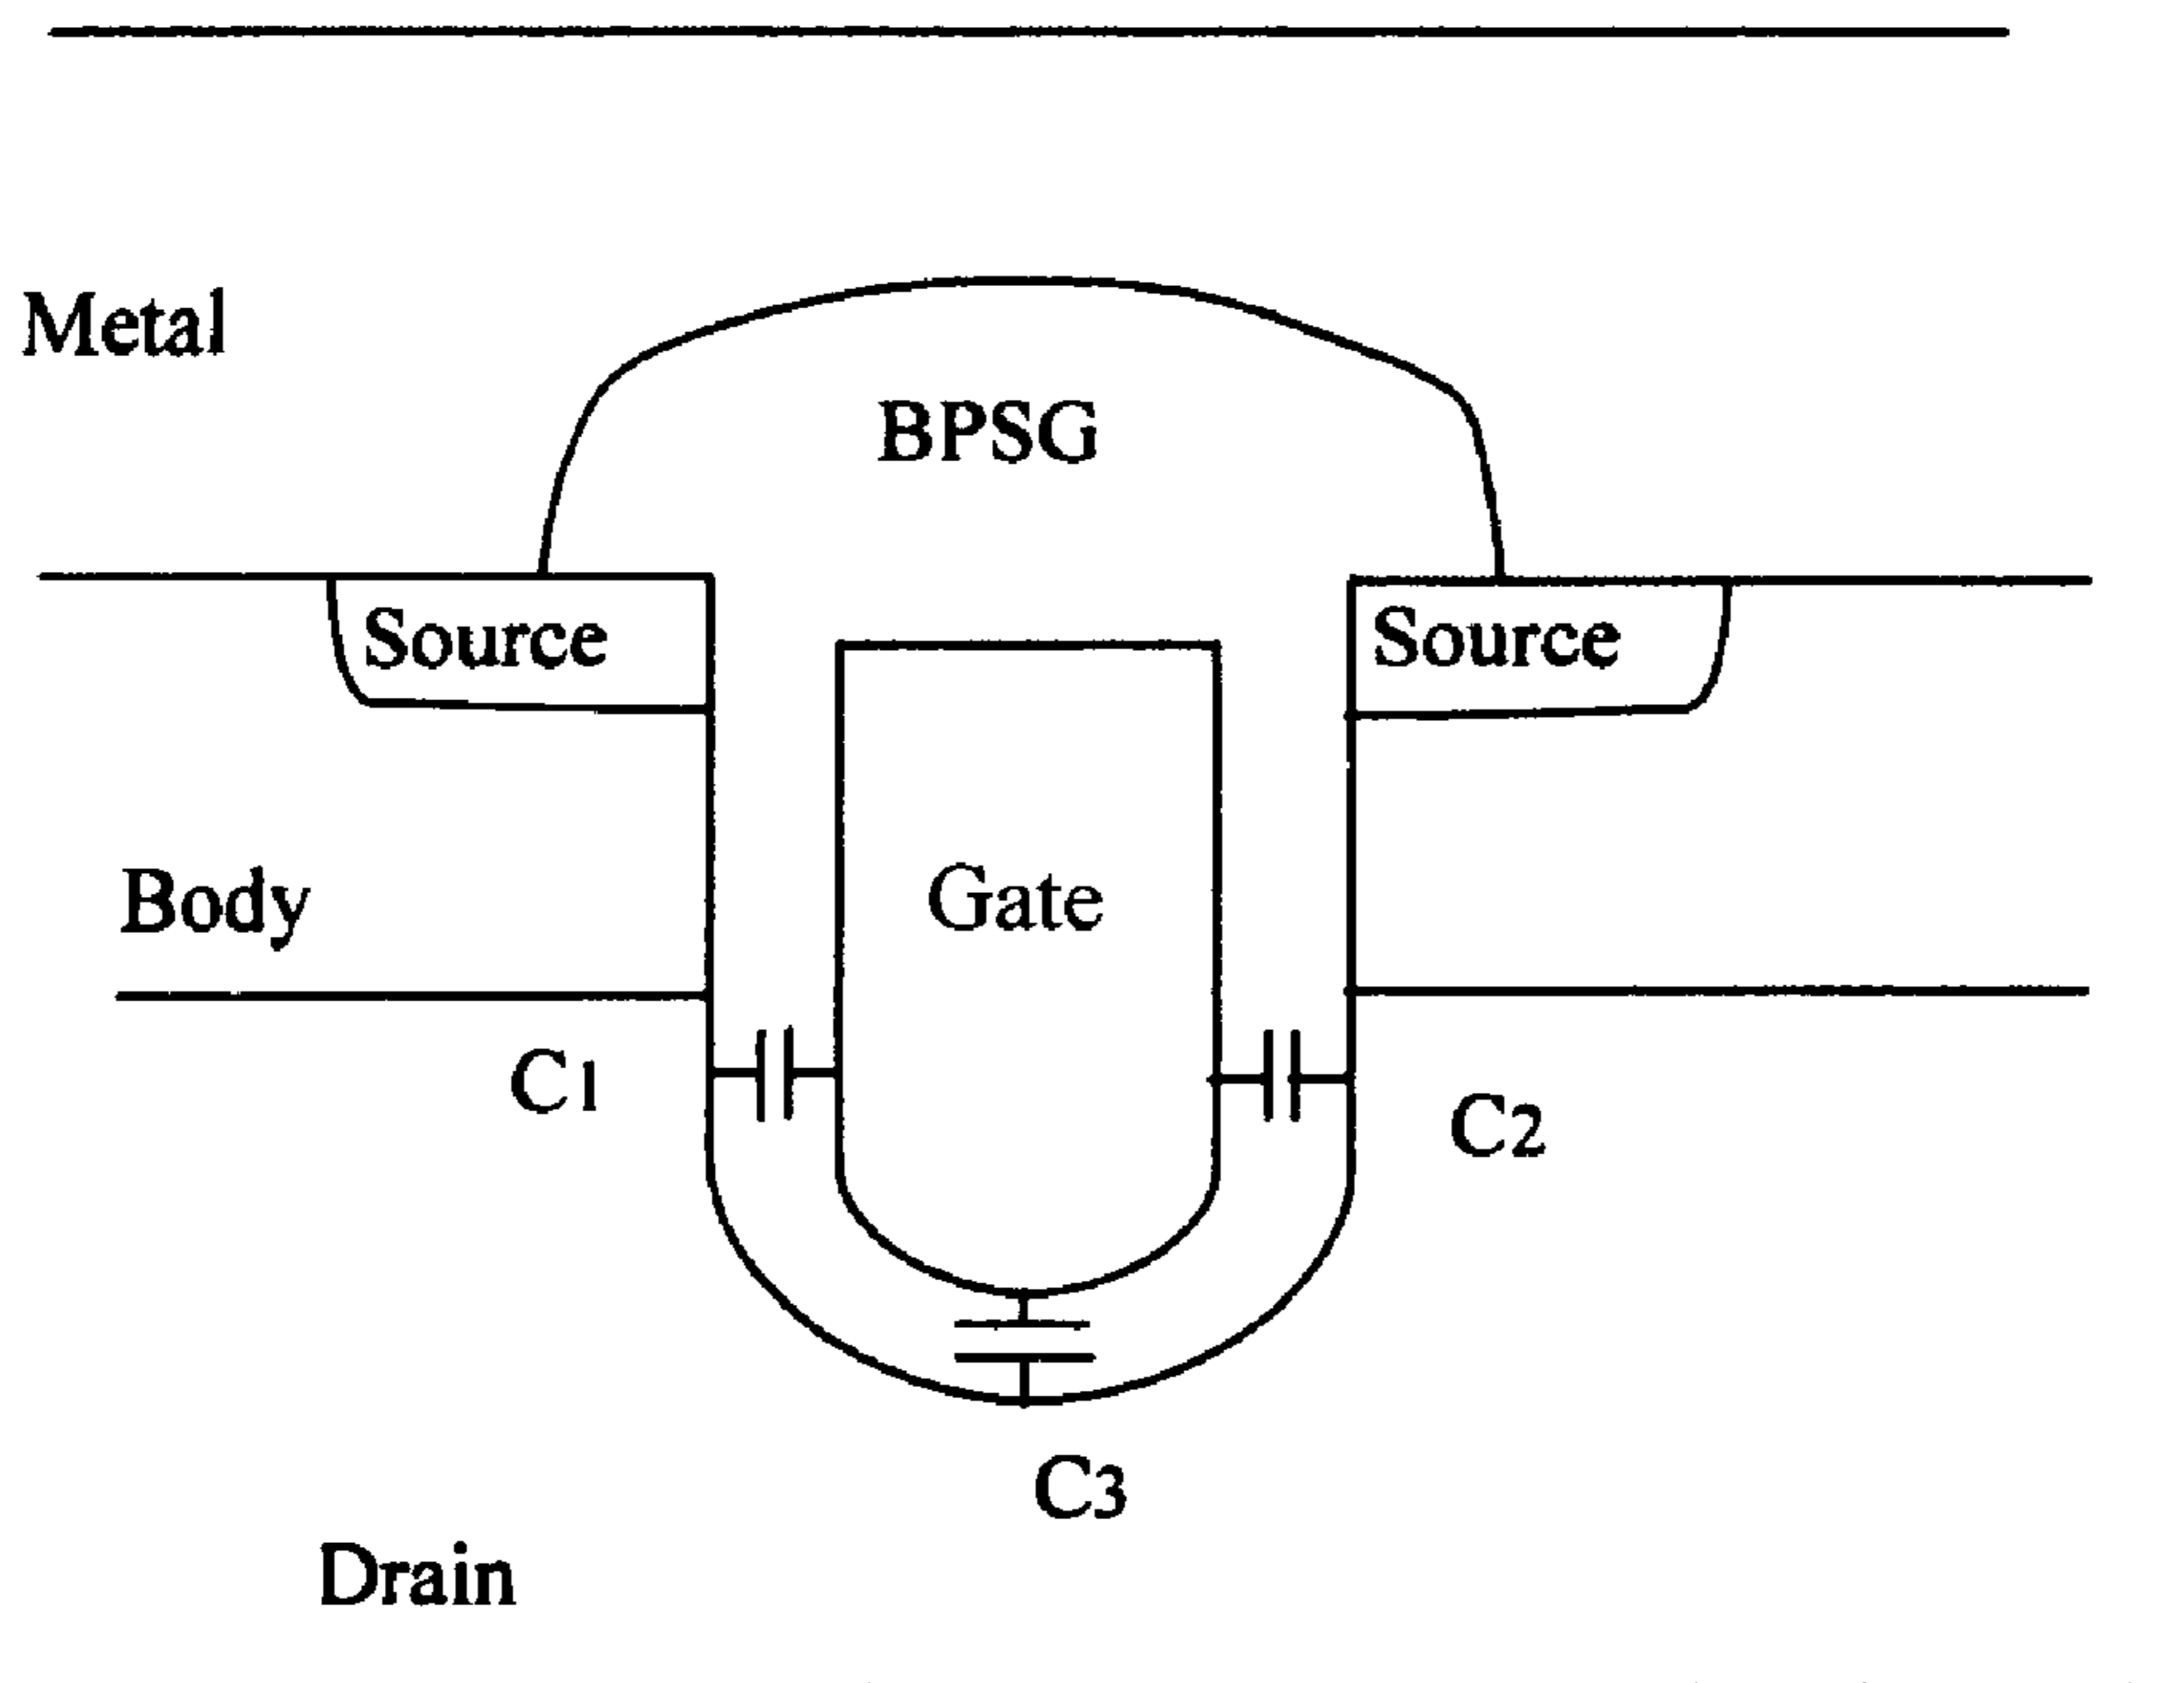 Metal
BPSG
Source
Source
Body
Gate
C1
C2
C3
Drain